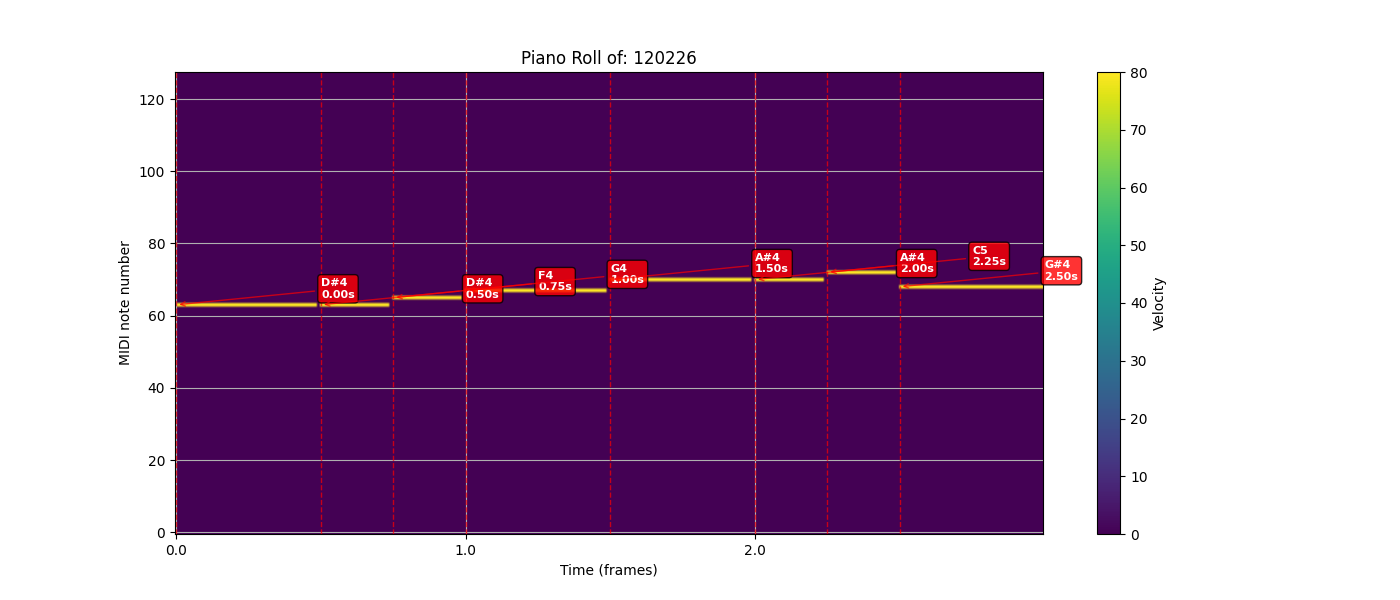 Piano Roll of: 120226
MIDI note number
120
100
80
60
40
20
0
D#4
0.00s
D#4
0.50s
F4
0.75s
G4
1.00s
A#4
1.50s
A#4
2.00s
C5
2.25s
G#4
2.50s
0.0
1.0
2.0
Time (frames)
80
70
60
50
40
30
20
10
0
Velocity